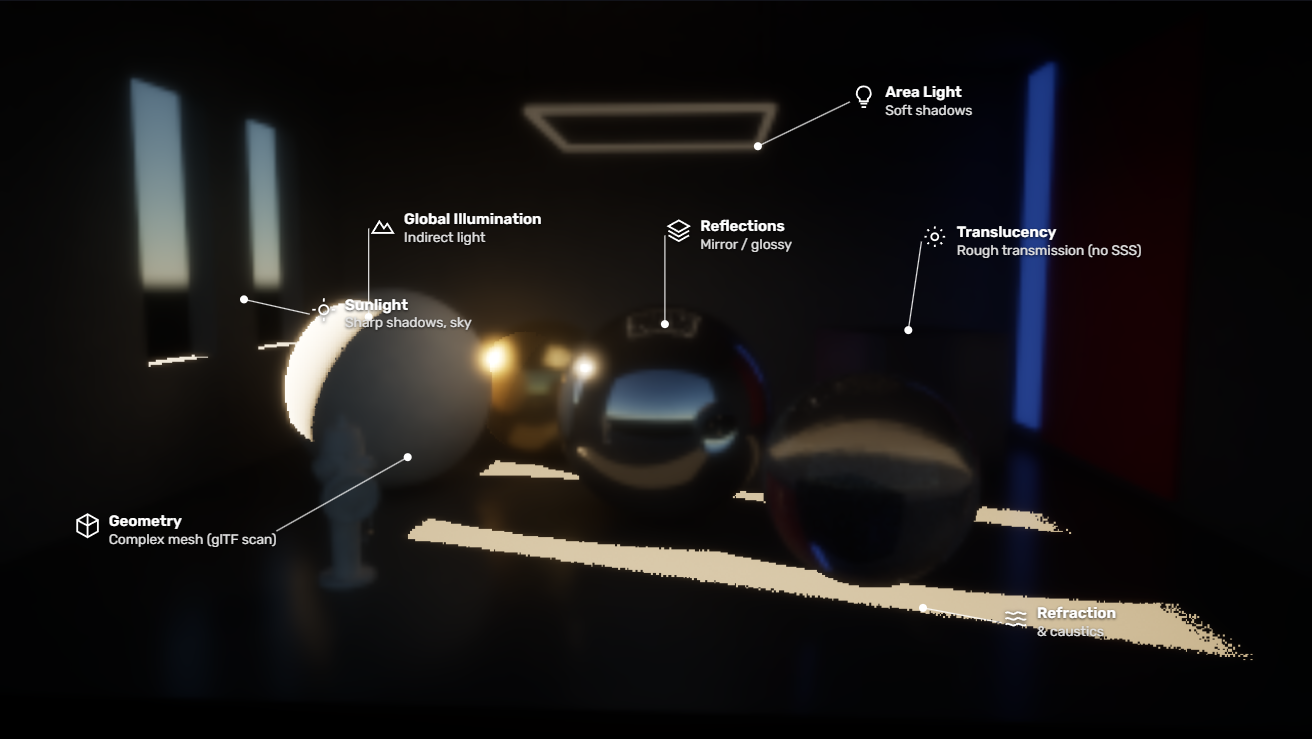 Area Light
Soft shadows
Global Illumination
Indirect light
Reflections
Mirror / glossy
Translucency
Rough transmission (no SSS)
Sunlight
Sharp shadows, sky
Geometry
Complex mesh (glTF scan)
Refraction
& caustics